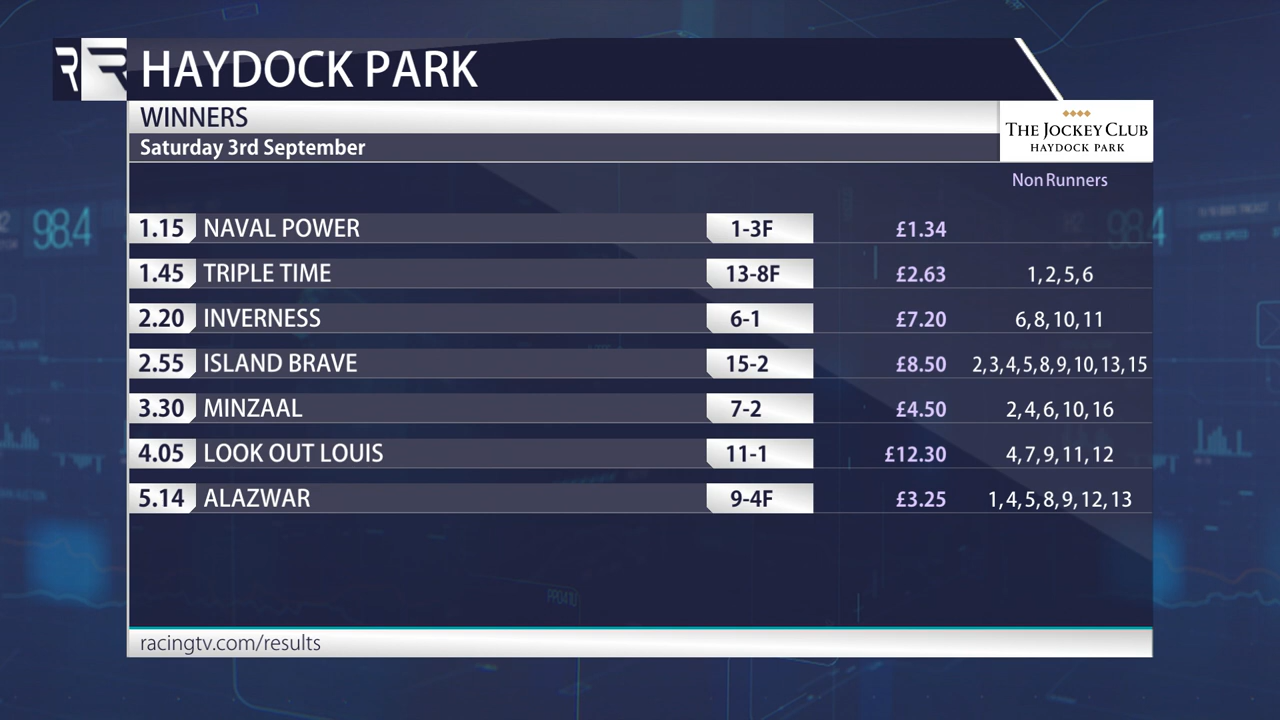 HAYDOCK PARK
WINNERS
Saturday 3rd September
THE JOCKEY CLUB
HAYDOCK PARK
Non Runners
1.15 NAVAL POWER 1-3F £1.34
1.45 TRIPLE TIME 13-8F £2.63 1,2,5,6
2.20 INVERNESS 6-1 £7.20 6,8,10,11
2.55 ISLAND BRAVE 15-2 £8.50 2,3,4,5,8,9,10,13,15
3.30 MINZAAL 7-2 £4.50 2,4,6,10,16
4.05 LOOK OUT LOUIS 11-1 £12.30 4,7,9,11,12
5.14 ALAZWAR 9-4F £3.25 1,4,5,8,9,12,13
racingtv.com/results
98.4
98.4